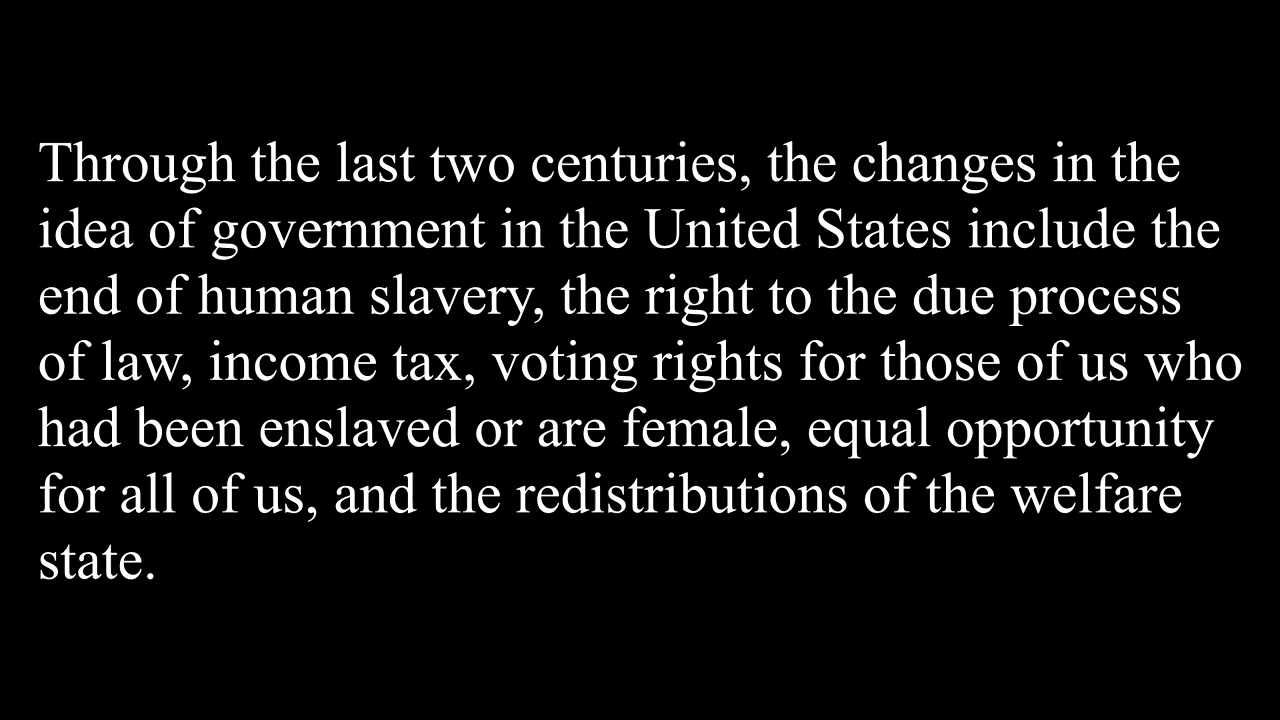 Through the last two centuries, the changes in the
idea of government in the United States include the
end of human slavery, the right to the due process
of law, income tax, voting rights for those of us who
had been enslaved or are female, equal opportunity
for all of us, and the redistributions of the welfare
state.